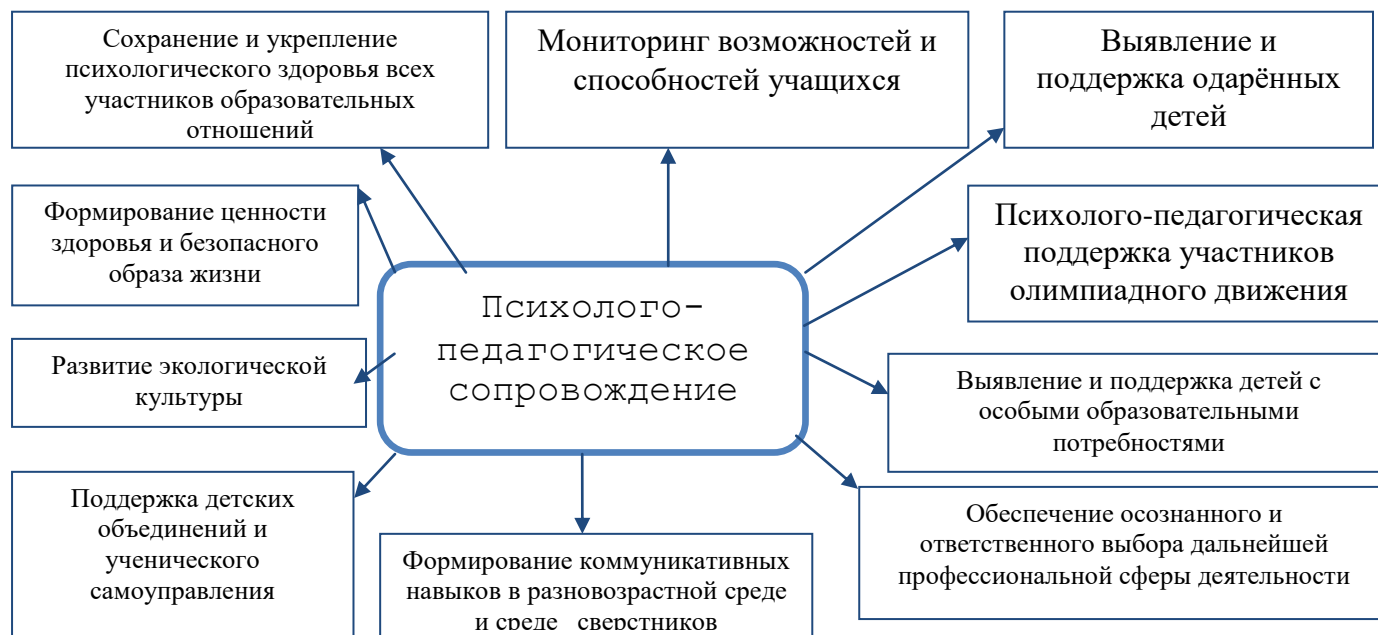 Сохранение и укрепление
психологического здоровья всех
участников образовательных
отношений
Мониторинг возможностей и
способностей учащихся
Выявление и
поддержка одарённых
детей
Формирование ценности
здоровья и безопасного
образа жизни
Психолого-педагогическая
поддержка участников
олимпиадного движения
Психолого-
педагогическое
сопровождение
Развитие экологической
культуры
Выявление и поддержка детей с
особыми образовательными
потребностями
Поддержка детских
объединений и
ученического
самоуправления
Формирование коммуникативных
навыков в разновозрастной среде
и среде сверстников
Обеспечение осознанного и
ответственного выбора дальнейшей
профессиональной сферы деятельности